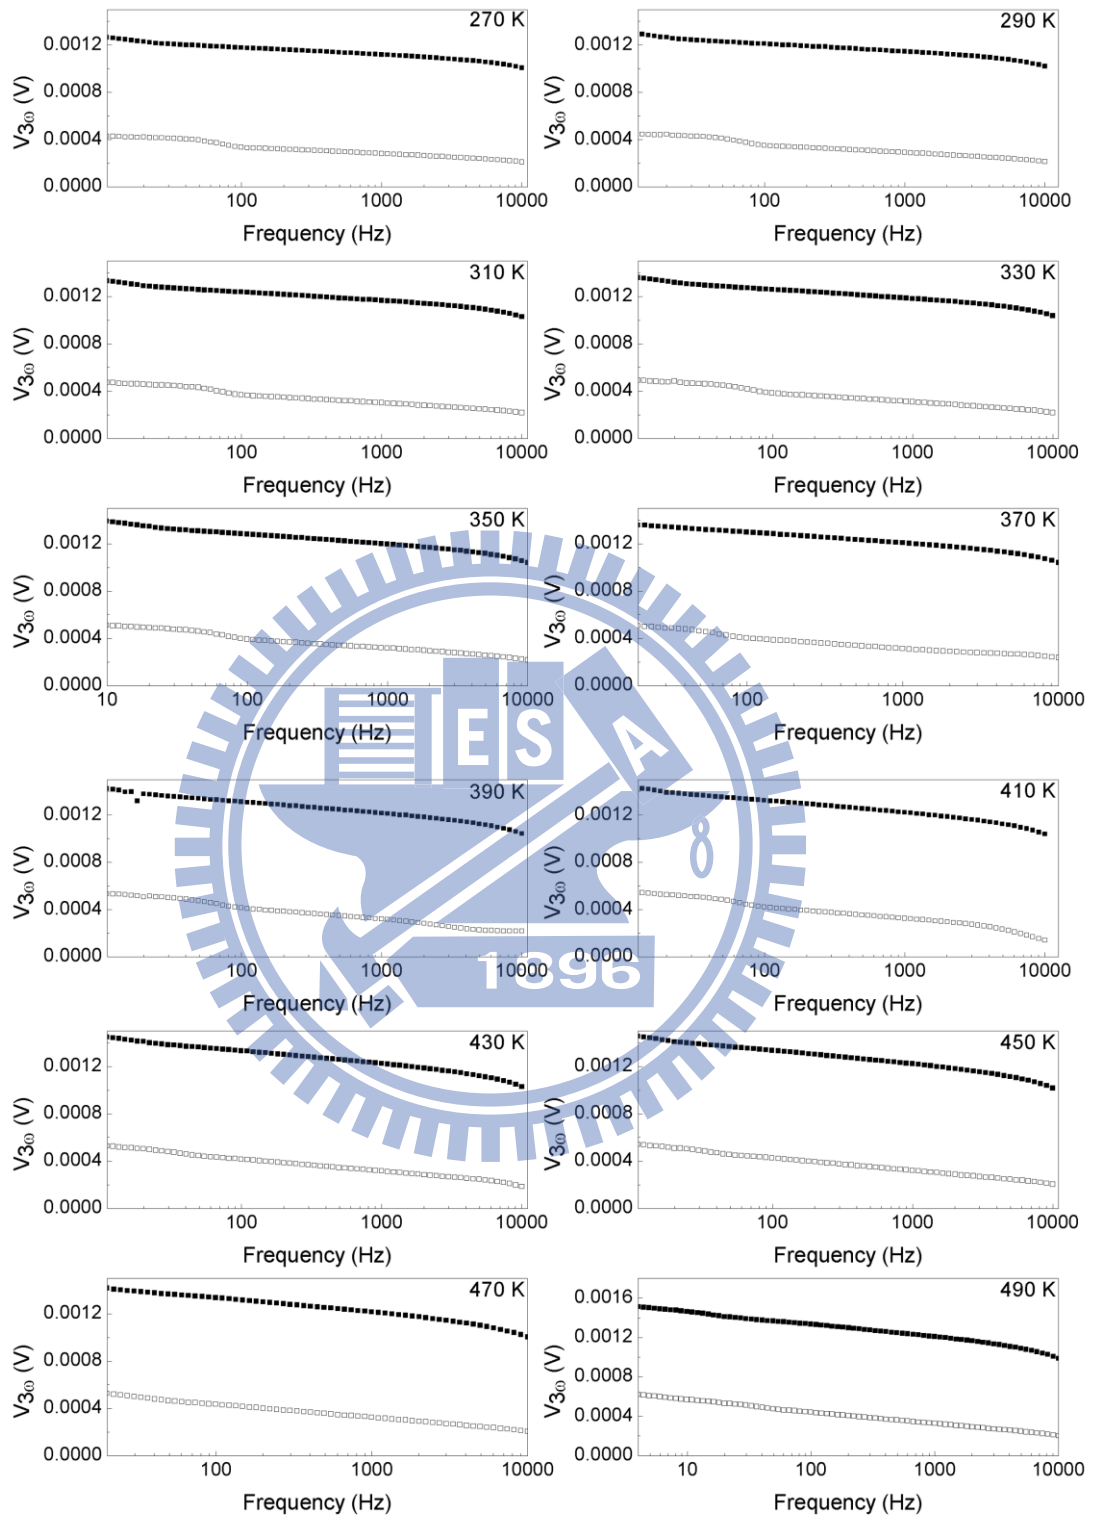 270 K
V3ω (V)
0.0012
0.0008
0.0004
0.0000
100 1000 10000
Frequency (Hz)
290 K
V3ω (V)
0.0012
0.0008
0.0004
0.0000
100 1000 10000
Frequency (Hz)
310 K
V3ω (V)
0.0012
0.0008
0.0004
0.0000
100 1000 10000
Frequency (Hz)
330 K
V3ω (V)
0.0012
0.0008
0.0004
0.0000
100 1000 10000
Frequency (Hz)
350 K
V3ω (V)
0.0012
0.0008
0.0004
0.0000
10 100 1000 10000
Frequency (Hz)
370 K
V3ω (V)
0.0012
0.0008
0.0004
0.0000
100 1000 10000
Frequency (Hz)
E S A
390 K
V3ω (V)
0.0012
0.0008
0.0004
0.0000
100 1000 10000
Frequency (Hz)
410 K
V3ω (V)
0.0012
0.0008
0.0004
0.0000
100 1000 10000
Frequency (Hz)
8
1896
430 K
V3ω (V)
0.0012
0.0008
0.0004
0.0000
100 1000 10000
Frequency (Hz)
450 K
V3ω (V)
0.0012
0.0008
0.0004
0.0000
100 1000 10000
Frequency (Hz)
470 K
V3ω (V)
0.0012
0.0008
0.0004
0.0000
100 1000 10000
Frequency (Hz)
490 K
V3ω (V)
0.0016
0.0012
0.0008
0.0004
0.0000
10 100 1000 10000
Frequency (Hz)